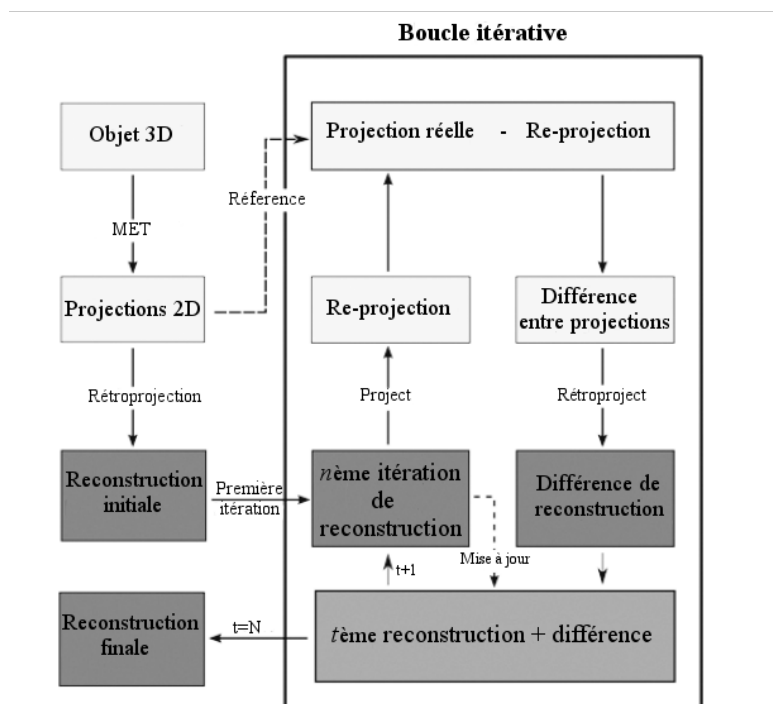 Boucle itérative
Objet 3D
Projection réelle - Re-projection
Réference
MET
Projections 2D
Re-projection
Différence
entre projections
Rétroprojection
Project
Rétroproject
Reconstruction
initiale
Première
itération
nème itération
de
reconstruction
Différence de
reconstruction
t+1
Mise à jour
Reconstruction
finale
t=N
tème reconstruction + différence